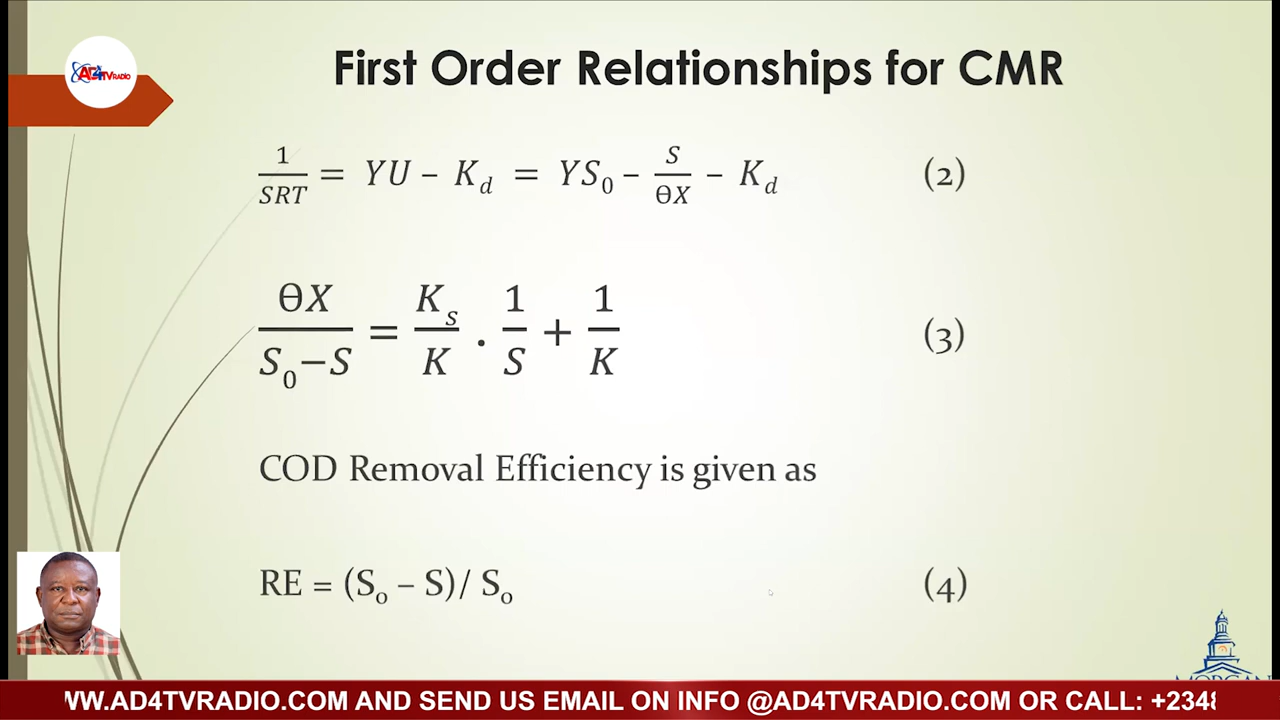 AD4TVRADIO
First Order Relationships for CMR
1/SRT = YU – K_d = YS_0 – S/ΘX – K_d (2)
ΘX/(S_0–S) = K_s/K . 1/S + 1/K (3)
COD Removal Efficiency is given as
RE = (S_o – S)/ S_o (4)
WW.AD4TVRADIO.COM AND SEND US EMAIL ON INFO @AD4TVRADIO.COM OR CALL: +2348